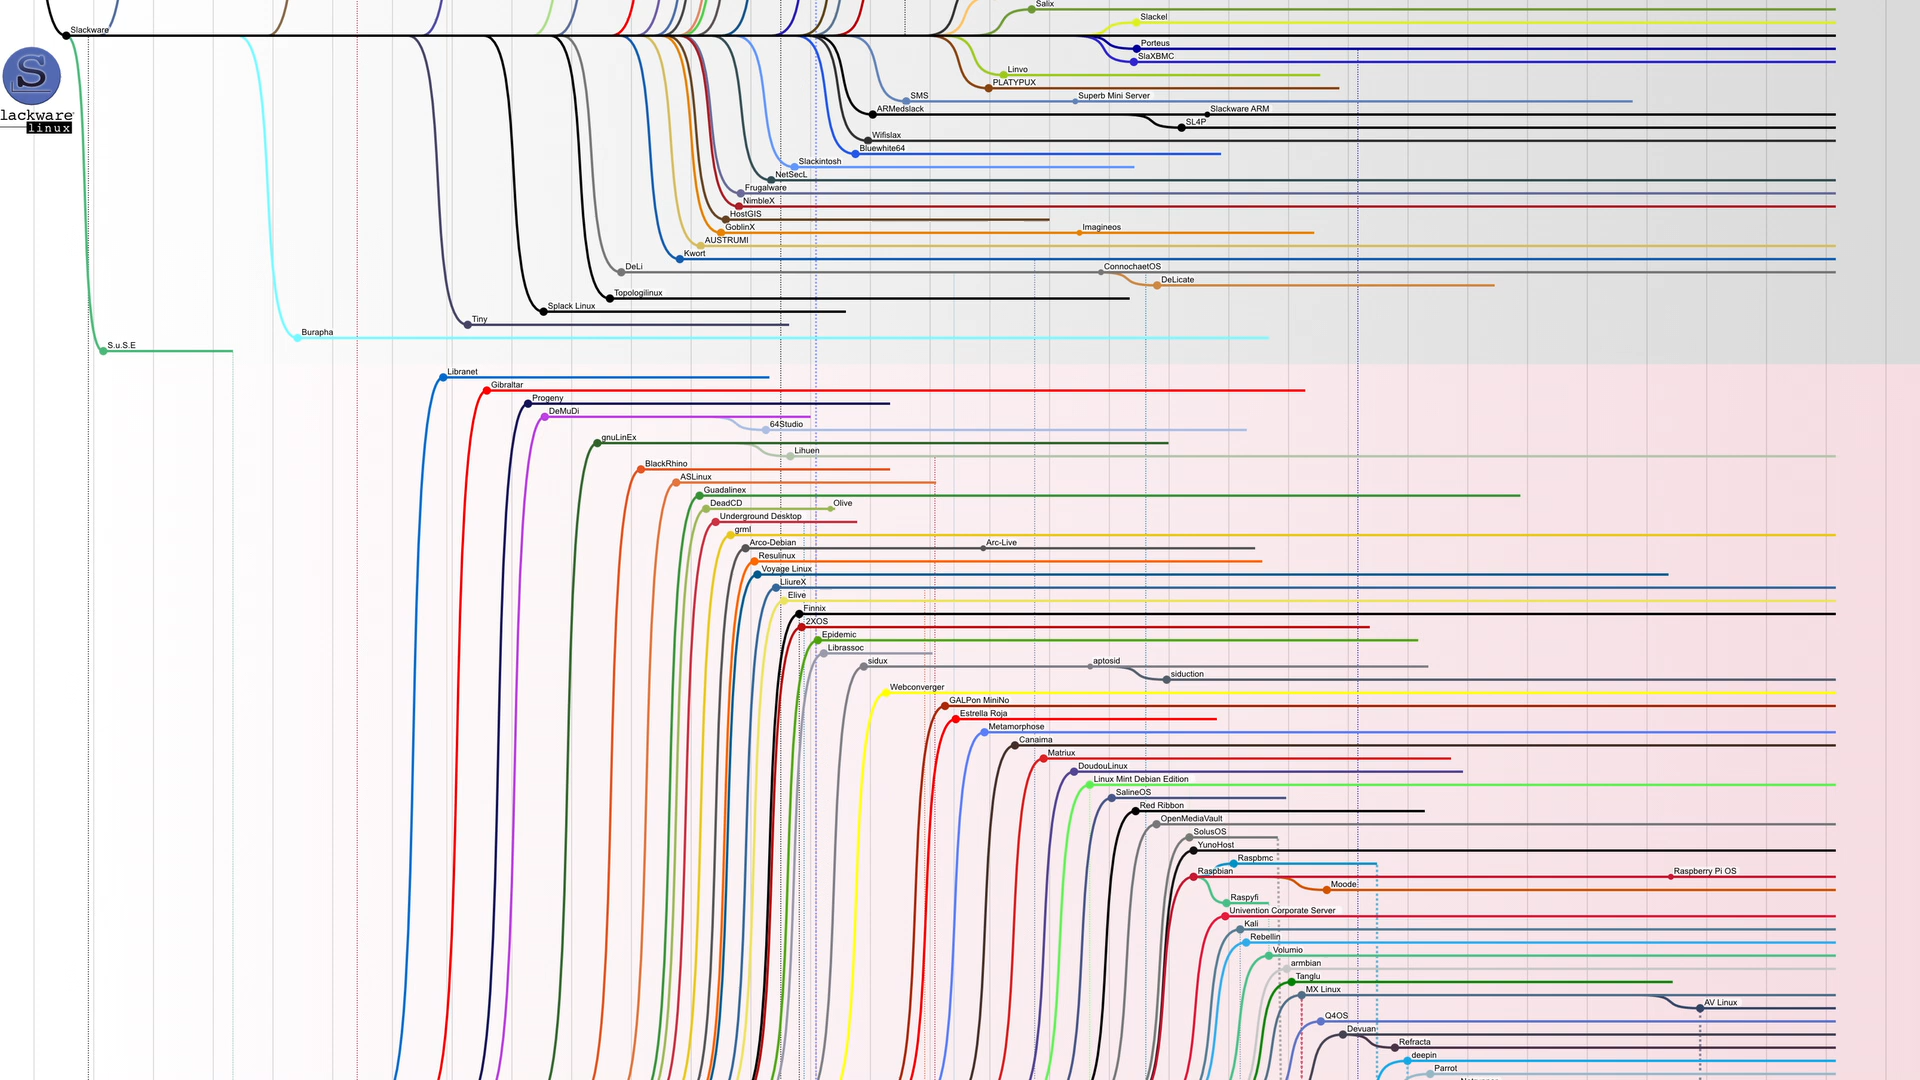 Salix
Slackel
Slackware
Porteus
SlaXBMC
Linvo
PLATYPUX
SMS
Superb Mini Server
ARMedslack
Slackware ARM
lackware
linux
SL4P
Wifislax
Bluewhite64
Slackintosh
NetSecL
Frugalware
NimbleX
HostGIS
GoblinX
Imagineos
AUSTRUMI
Kwort
DeLi
ConnochaetOS
DeLicate
Topologilinux
Splack Linux
Tiny
Burapha
S.u.S.E
Libranet
Gibraltar
Progeny
DeMuDi
64Studio
gnuLinEx
Lihuen
BlackRhino
ASLinux
Guadalinex
DeadCD
Olive
Underground Desktop
grml
Arco-Debian
Arc-Live
Resulinux
Voyage Linux
LliureX
Elive
Finnix
2XOS
Epidemic
Librassoc
sidux
aptosid
siduction
Webconverger
GALPon MiniNo
Estrella Roja
Metamorphose
Canaima
Matriux
DoudouLinux
Linux Mint Debian Edition
SalineOS
Red Ribbon
OpenMediaVault
SolusOS
YunoHost
Raspbmc
Raspbian
Raspberry Pi OS
Moode
Raspyfi
Univention Corporate Server
Kali
Rebellin
Volumio
armbian
Tanglu
MX Linux
AV Linux
Q4OS
Devuan
Refracta
deepin
Parrot